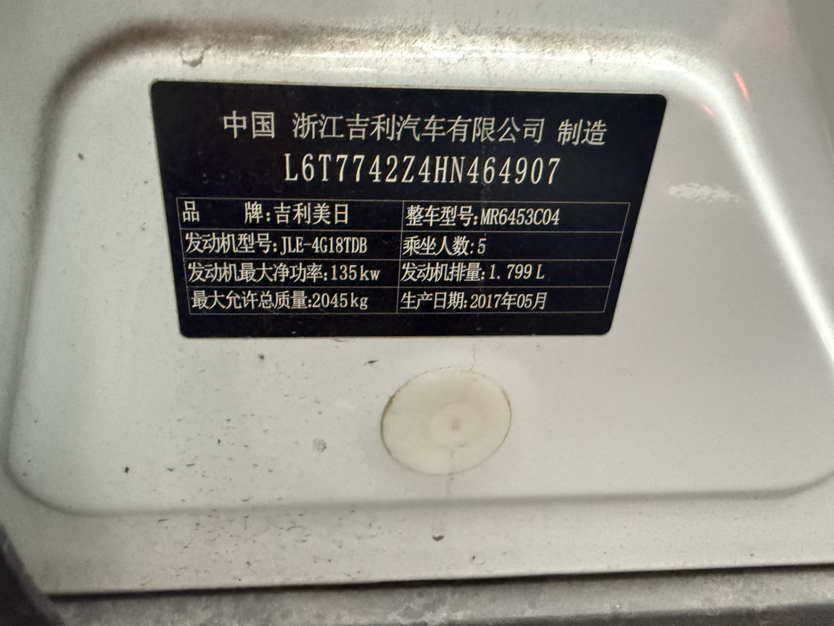 中国 浙江吉利汽车有限公司 制造
L6T7742Z4HN464907
品 牌:吉利美日 整车型号:MR6453C04
发动机型号:JLE-4G18TDB 乘坐人数:5
发动机最大净功率:135kw 发动机排量:1.799L
最大允许总质量:2045kg 生产日期:2017年05月